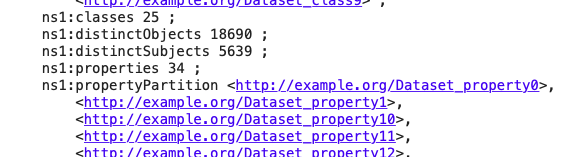 <http://example.org/Dataset_class9> ;
ns1:classes 25 ;
ns1:distinctObjects 18690 ;
ns1:distinctSubjects 5639 ;
ns1:properties 34 ;
ns1:propertyPartition <http://example.org/Dataset_property0>,
<http://example.org/Dataset_property1>,
<http://example.org/Dataset_property10>,
<http://example.org/Dataset_property11>,
<http://example.org/Dataset_property12>,